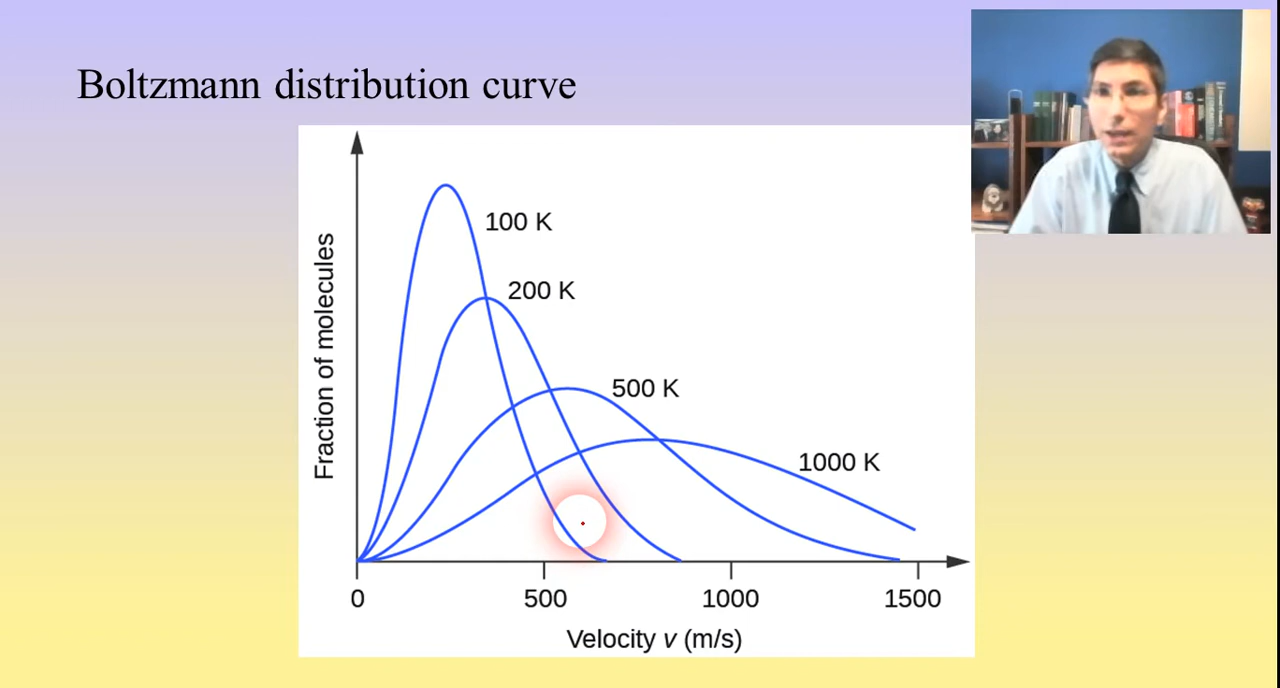 Boltzmann distribution curve
100 K
200 K
500 K
1000 K
Fraction of molecules
0
500
1000
1500
Velocity v (m/s)